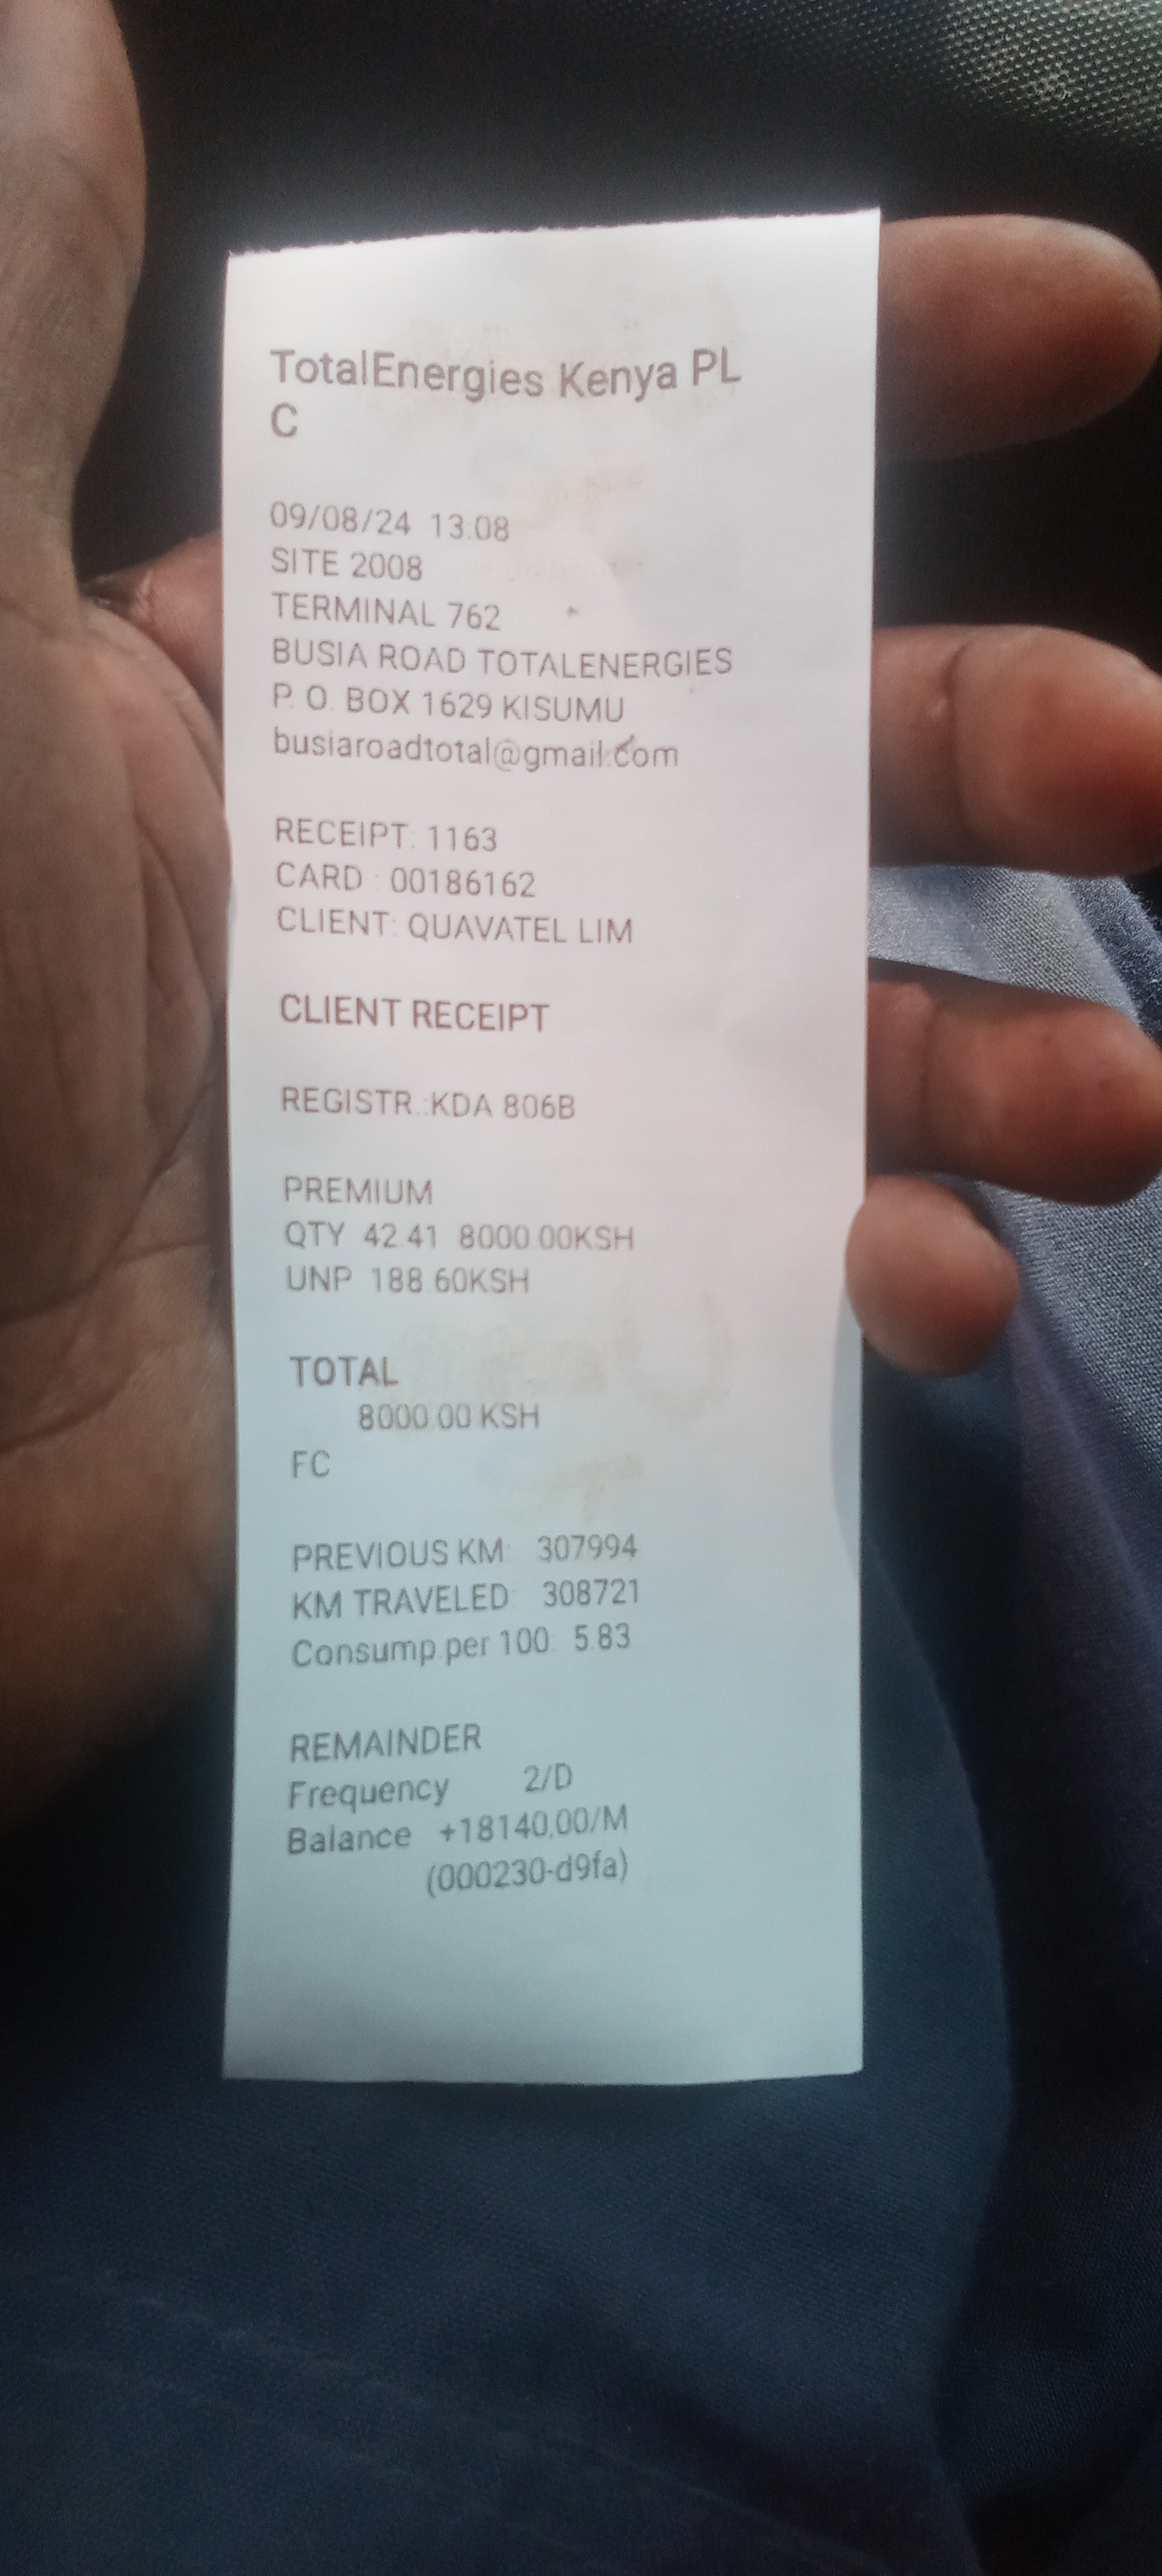 TotalEnergies Kenya PL
C
09/08/24 13:08
SITE 2008
TERMINAL 762
BUSIA ROAD TOTALENERGIES
P. O. BOX 1629 KISUMU
busiaroadtotal@gmail.com
RECEIPT: 1163
CARD : 00186162
CLIENT: QUAVATEL LIM
CLIENT RECEIPT
REGISTR.:KDA 806B
PREMIUM
QTY 42.41 8000.00KSH
UNP 188.60KSH
TOTAL
8000.00 KSH
FC
PREVIOUS KM: 307994
KM TRAVELED: 308721
Consump.per 100: 5.83
REMAINDER
Frequency 2/D
Balance +18140,00/M
(000230-d9fa)